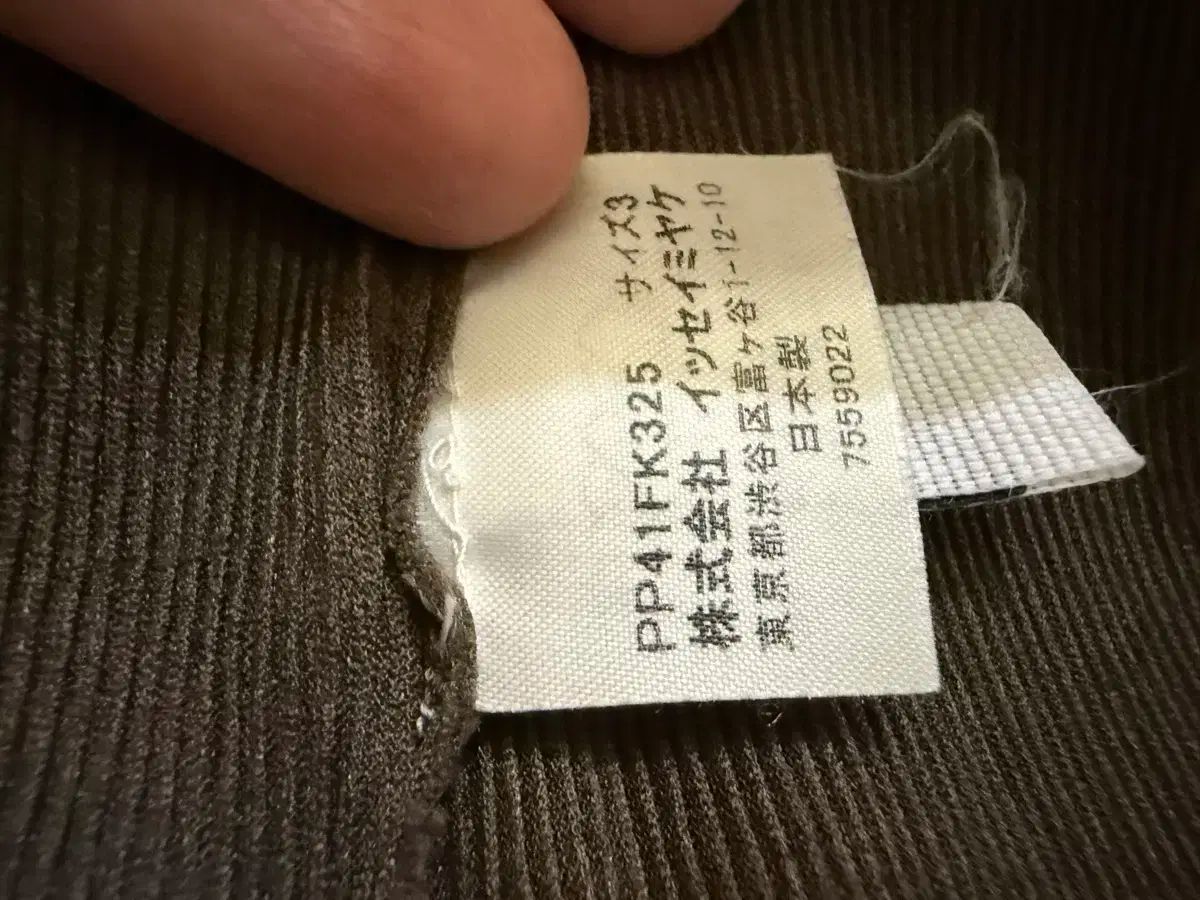 PP41FK325 サイズ3
株式会社 イッセイミヤケ
東京都渋谷区富ヶ谷1-12-10
日本製
7559022